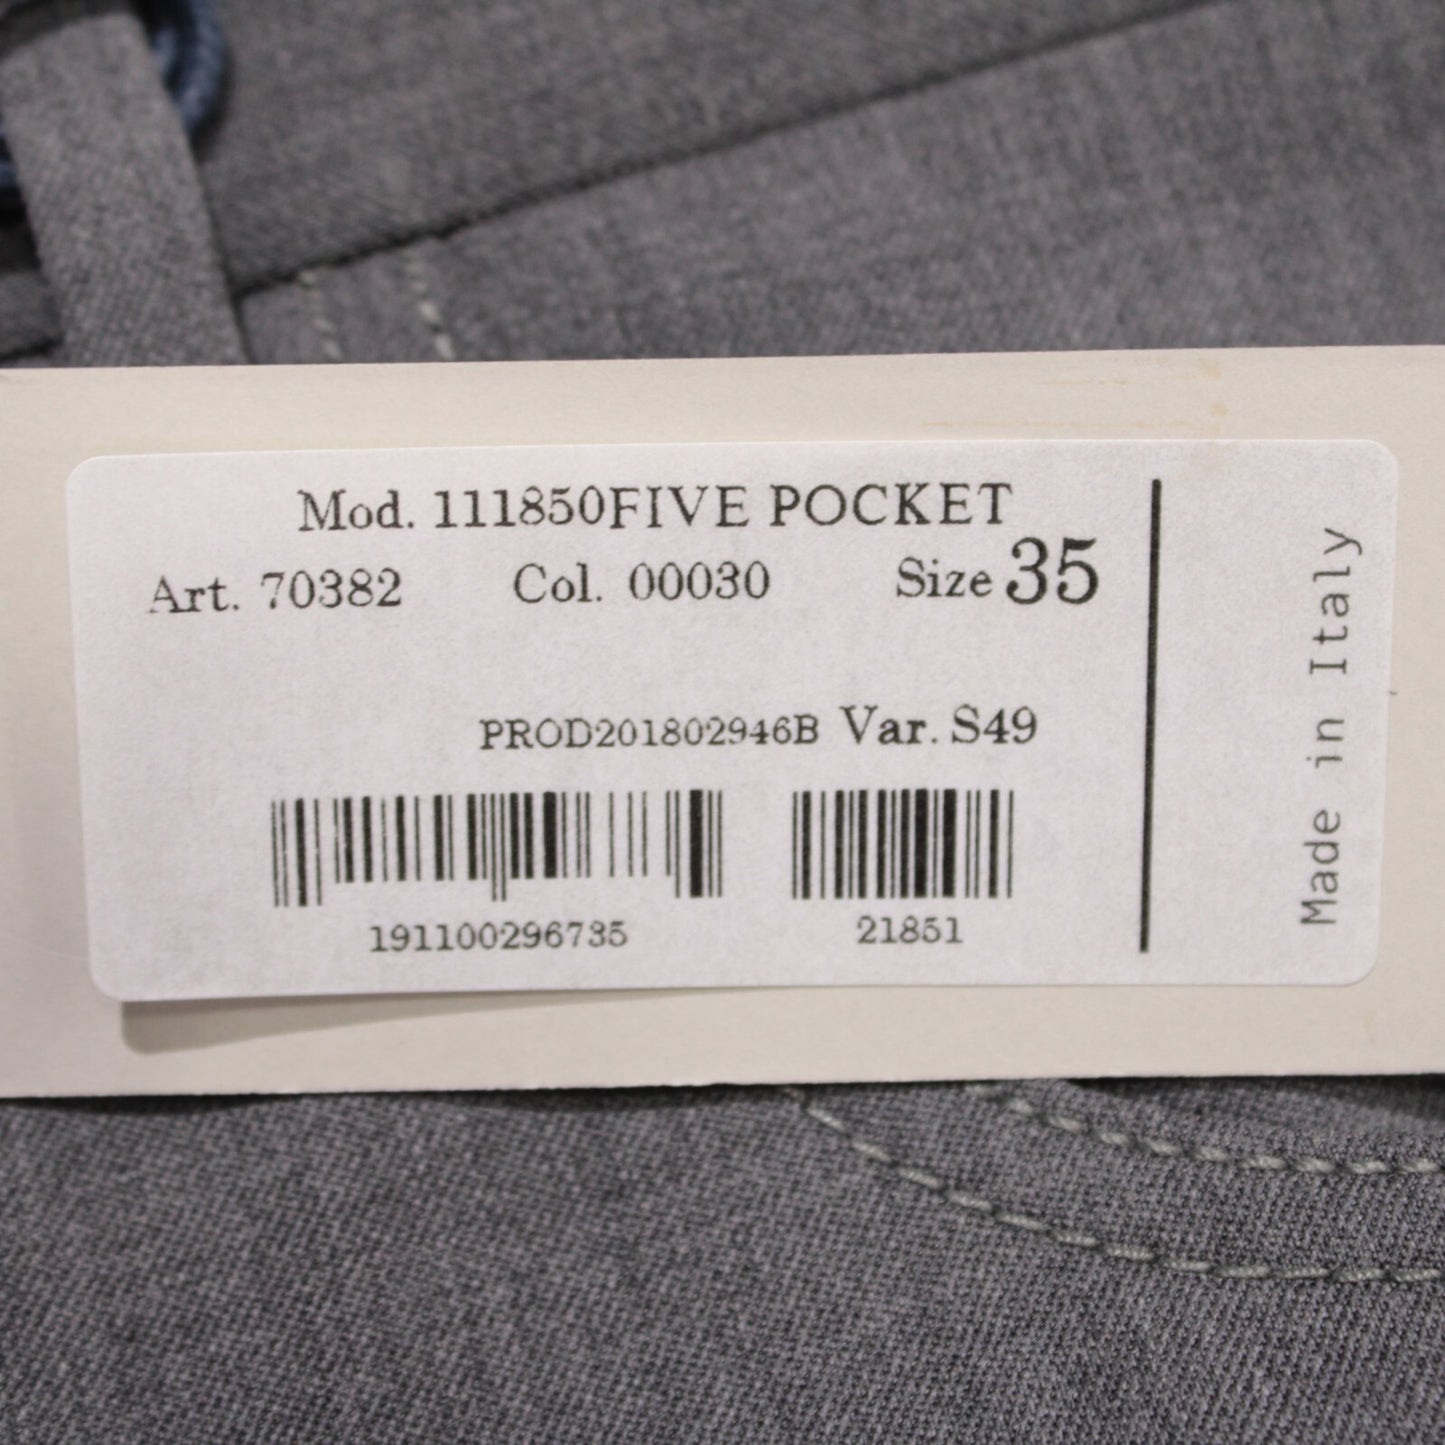 Mod. 111850FIVE POCKET
Art. 70382 Col. 00030 Size 35
PROD201802946B Var. S49
191100296735 21851
Made in Italy